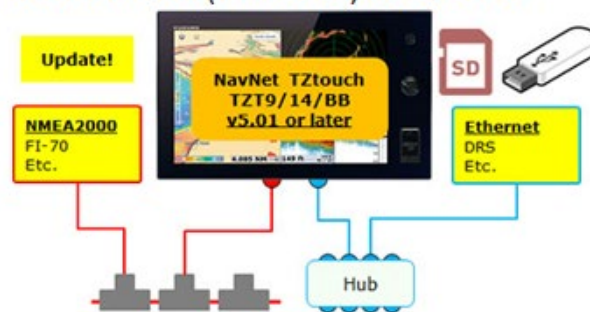 Update!
NavNet TZtouch
TZT9/14/BB
v5.01 or later
SD
NMEA2000
FI-70
Etc.
Ethernet
DRS
Etc.
Hub